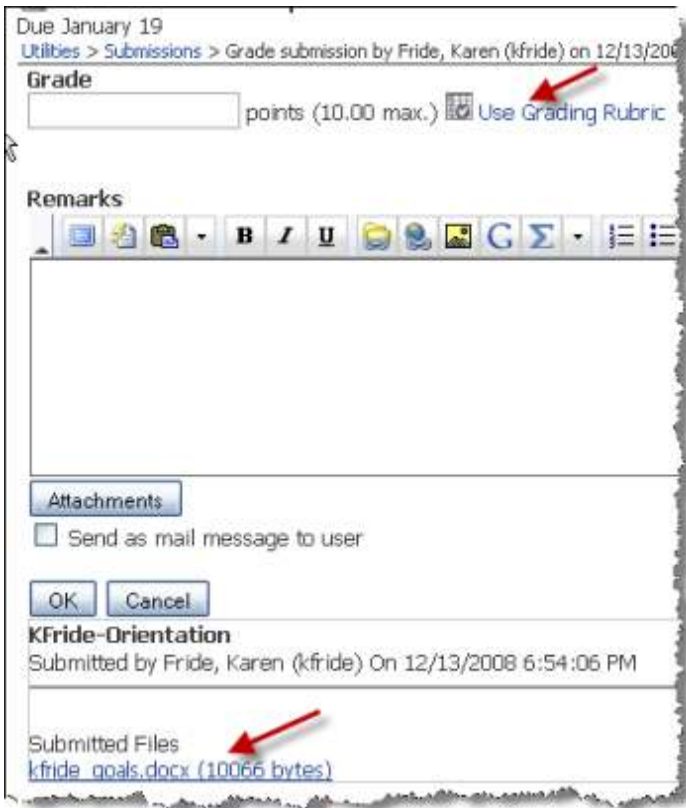 Due January 19
Utilities > Submissions > Grade submission by Fride, Karen (kfride) on 12/13/200
Grade
points (10.00 max.) Use Grading Rubric
Remarks
B I U G Σ
Attachments
Send as mail message to user
OK Cancel
KFride-Orientation
Submitted by Fride, Karen (kfride) On 12/13/2008 6:54:06 PM
Submitted Files
kfride_goals.docx (10066 bytes)